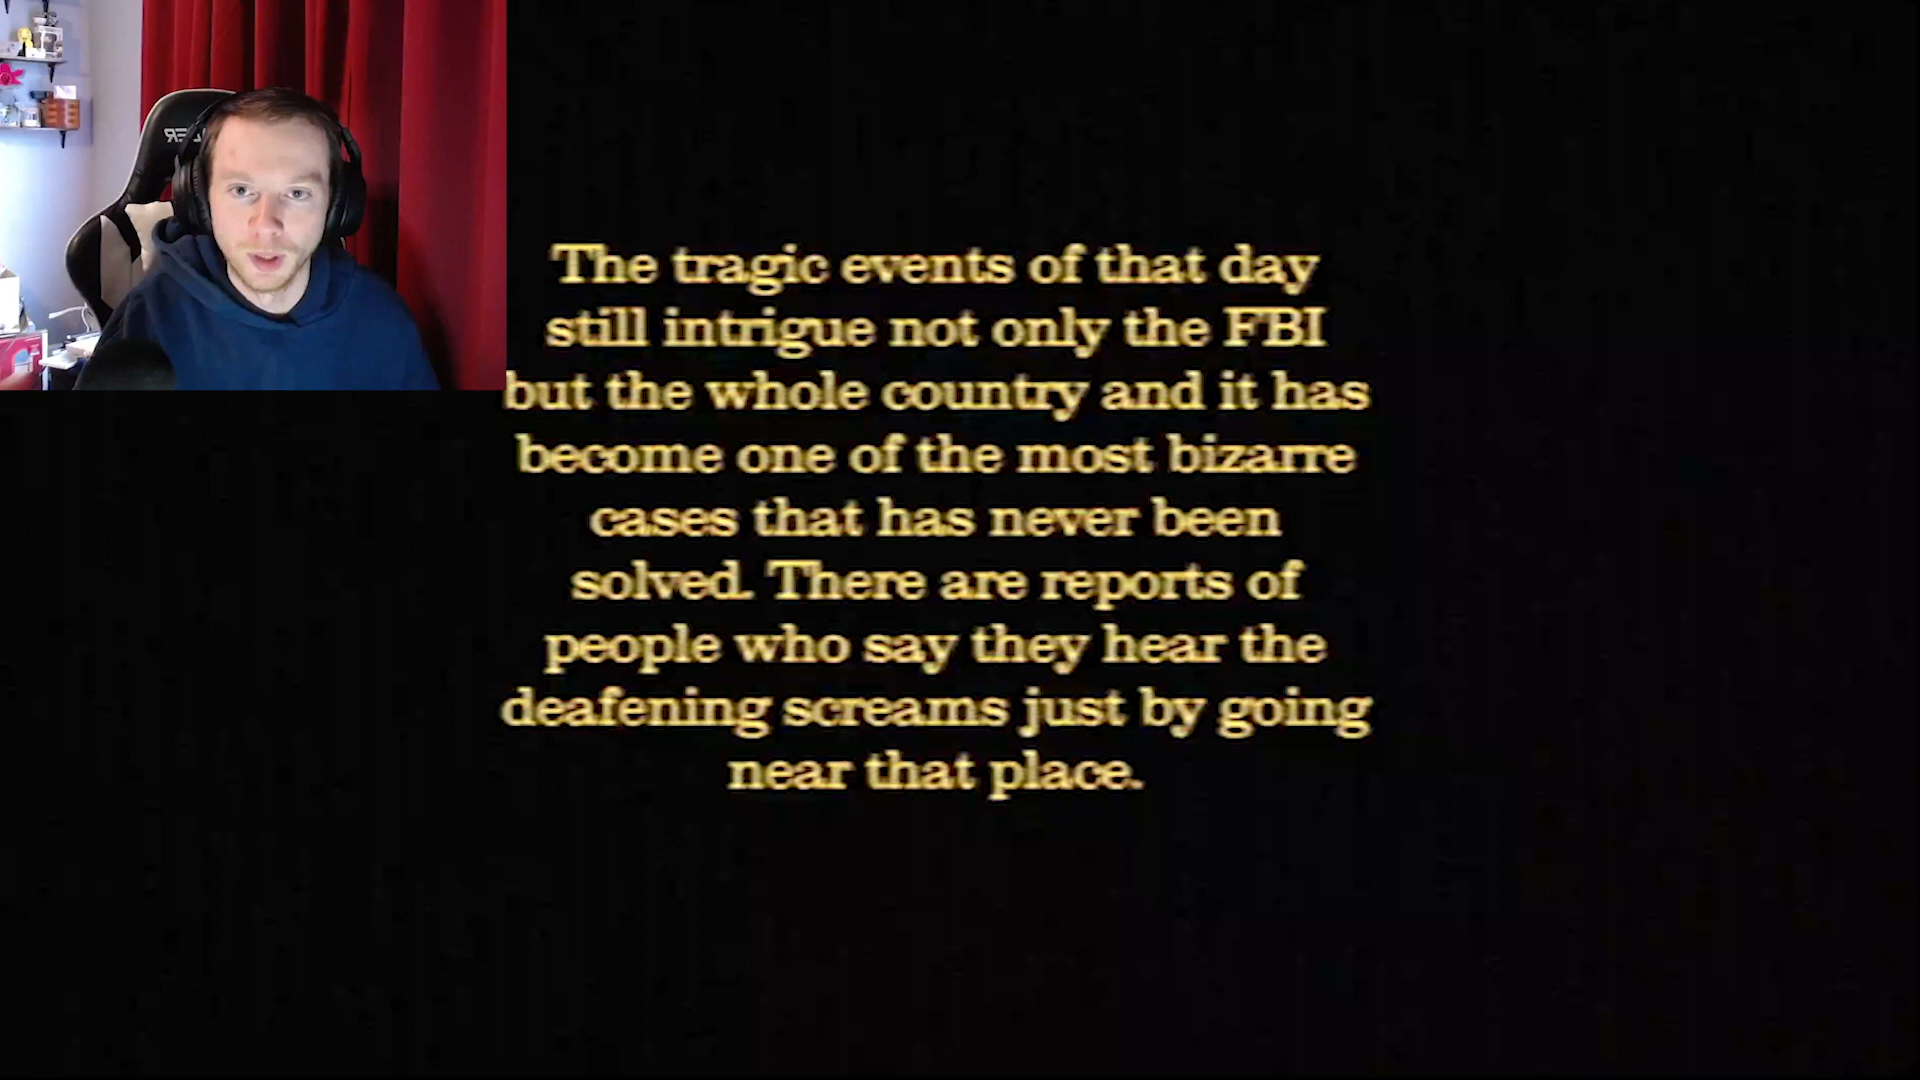 The tragic events of that day
still intrigue not only the FBI
but the whole country and it has
become one of the most bizarre
cases that has never been
solved. There are reports of
people who say they hear the
deafening screams just by going
near that place.